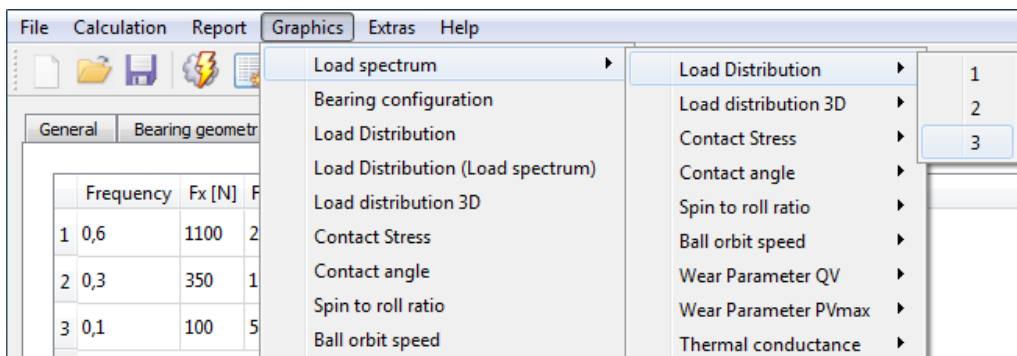 File Calculation Report Graphics Extras Help
General Bearing geometr
Frequency Fx [N] F
1 0,6 1100 2
2 0,3 350 1
3 0,1 100 5
Load spectrum
Bearing configuration
Load Distribution
Load Distribution (Load spectrum)
Load distribution 3D
Contact Stress
Contact angle
Spin to roll ratio
Ball orbit speed
Load Distribution
Load distribution 3D
Contact Stress
Contact angle
Spin to roll ratio
Ball orbit speed
Wear Parameter QV
Wear Parameter PVmax
Thermal conductance
1
2
3